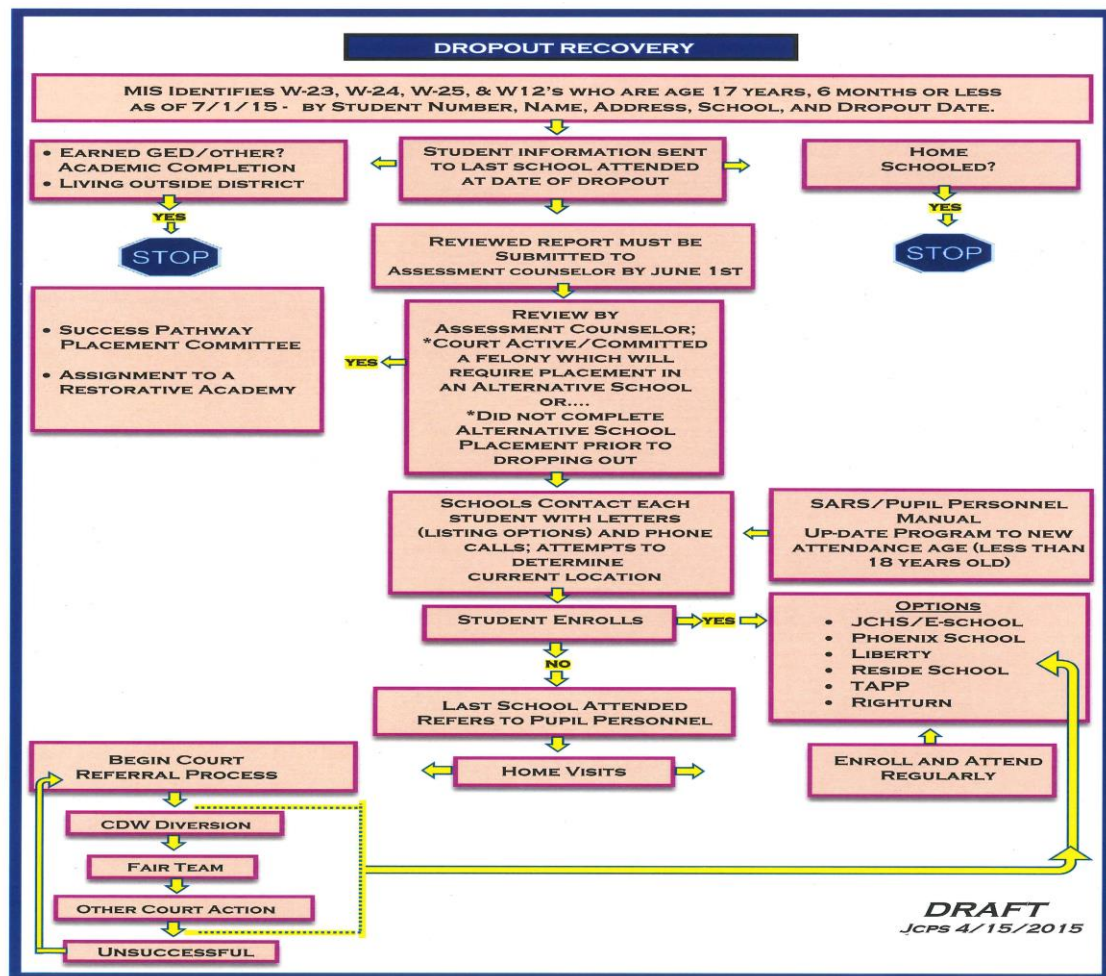 DROPOUT RECOVERY
MIS IDENTIFIES W-23, W-24, W-25, & W12'S WHO ARE AGE 17 YEARS, 6 MONTHS OR LESS
AS OF 7/1/15 - BY STUDENT NUMBER, NAME, ADDRESS, SCHOOL, AND DROPOUT DATE.
• EARNED GED/OTHER?
ACADEMIC COMPLETION
• LIVING OUTSIDE DISTRICT
YES
STOP
STUDENT INFORMATION SENT
TO LAST SCHOOL ATTENDED
AT DATE OF DROPOUT
HOME
SCHOOLED?
YES
STOP
REVIEWED REPORT MUST BE
SUBMITTED TO
ASSESSMENT COUNSELOR BY JUNE 1ST
• SUCCESS PATHWAY
PLACEMENT COMMITTEE
• ASSIGNMENT TO A
RESTORATIVE ACADEMY
YES
REVIEW BY
ASSESSMENT COUNSELOR;
*COURT ACTIVE/COMMITTED
A FELONY WHICH WILL
REQUIRE PLACEMENT IN
AN ALTERNATIVE SCHOOL
OR....
*DID NOT COMPLETE
ALTERNATIVE SCHOOL
PLACEMENT PRIOR TO
DROPPING OUT
SCHOOLS CONTACT EACH
STUDENT WITH LETTERS
(LISTING OPTIONS) AND PHONE
CALLS; ATTEMPTS TO
DETERMINE
CURRENT LOCATION
SARS/PUPIL PERSONNEL
MANUAL
UP-DATE PROGRAM TO NEW
ATTENDANCE AGE (LESS THAN
18 YEARS OLD)
STUDENT ENROLLS
YES
NO
OPTIONS
• JCHS/E-SCHOOL
• PHOENIX SCHOOL
• LIBERTY
• RESIDE SCHOOL
• TAPP
• RIGHTURN
LAST SCHOOL ATTENDED
REFERS TO PUPIL PERSONNEL
HOME VISITS
ENROLL AND ATTEND
REGULARLY
BEGIN COURT
REFERRAL PROCESS
CDW DIVERSION
FAIR TEAM
OTHER COURT ACTION
UNSUCCESSFUL
DRAFT
JCPS 4/15/2015